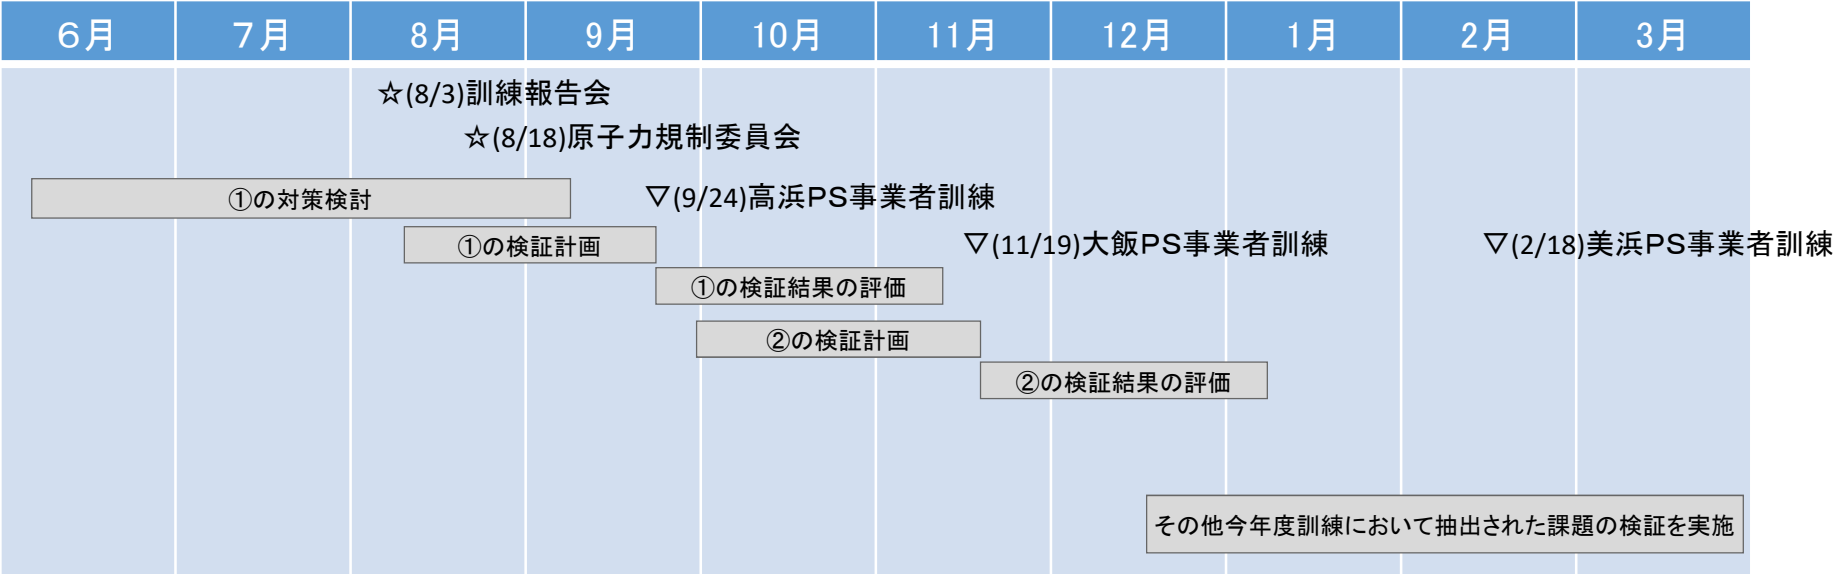 ６月
７月
8月
9月
10月
11月
12月
1月
2月
3月
☆(8/3)訓練報告会
☆(8/18)原子力規制委員会
①の対策検討
▽(9/24)高浜ＰＳ事業者訓練
①の検証計画
▽(11/19)大飯ＰＳ事業者訓練
▽(2/18)美浜ＰＳ事業者訓練
①の検証結果の評価
②の検証計画
②の検証結果の評価
その他今年度訓練において抽出された課題の検証を実施